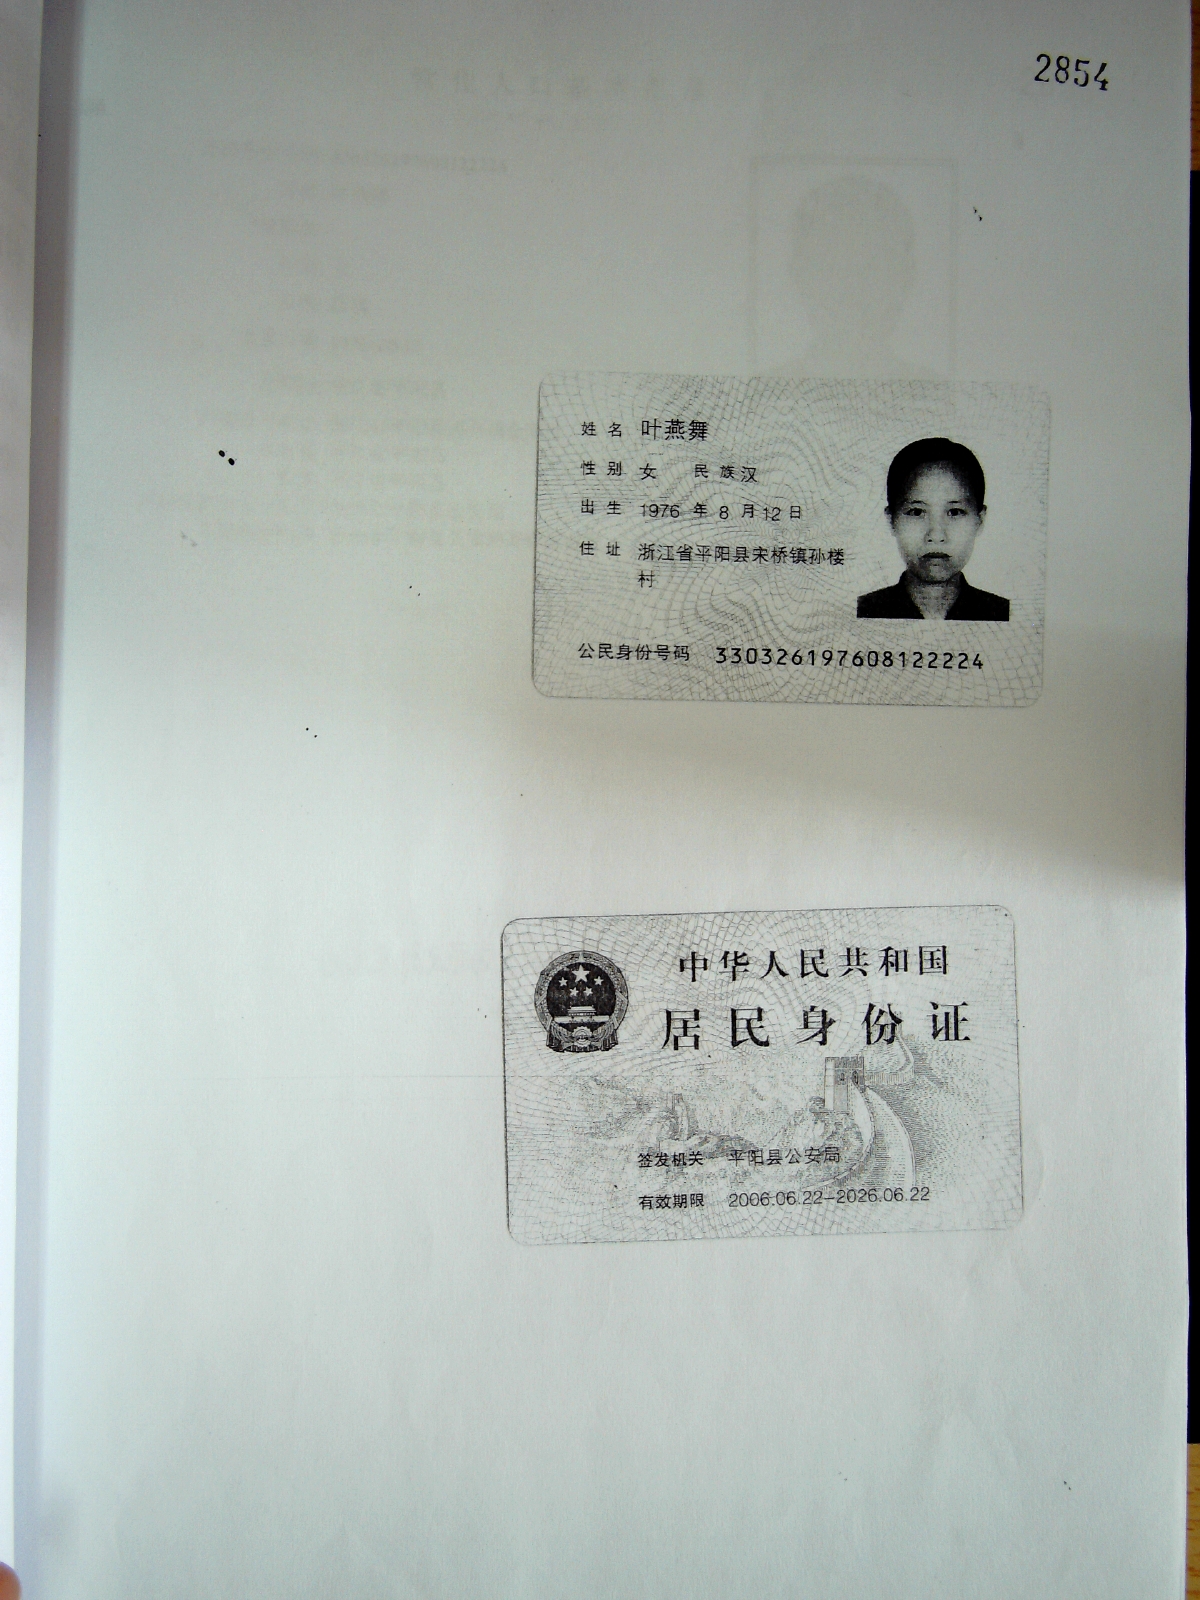 2854
姓名 叶燕舞
性别 女 民族汉
出生 1976 年 8 月 12 日
住址 浙江省平阳县宋桥镇孙楼
村
公民身份号码 330326197608122224
中华人民共和国
居民身份证
签发机关 平阳县公安局
有效期限 2006.06.22-2026.06.22